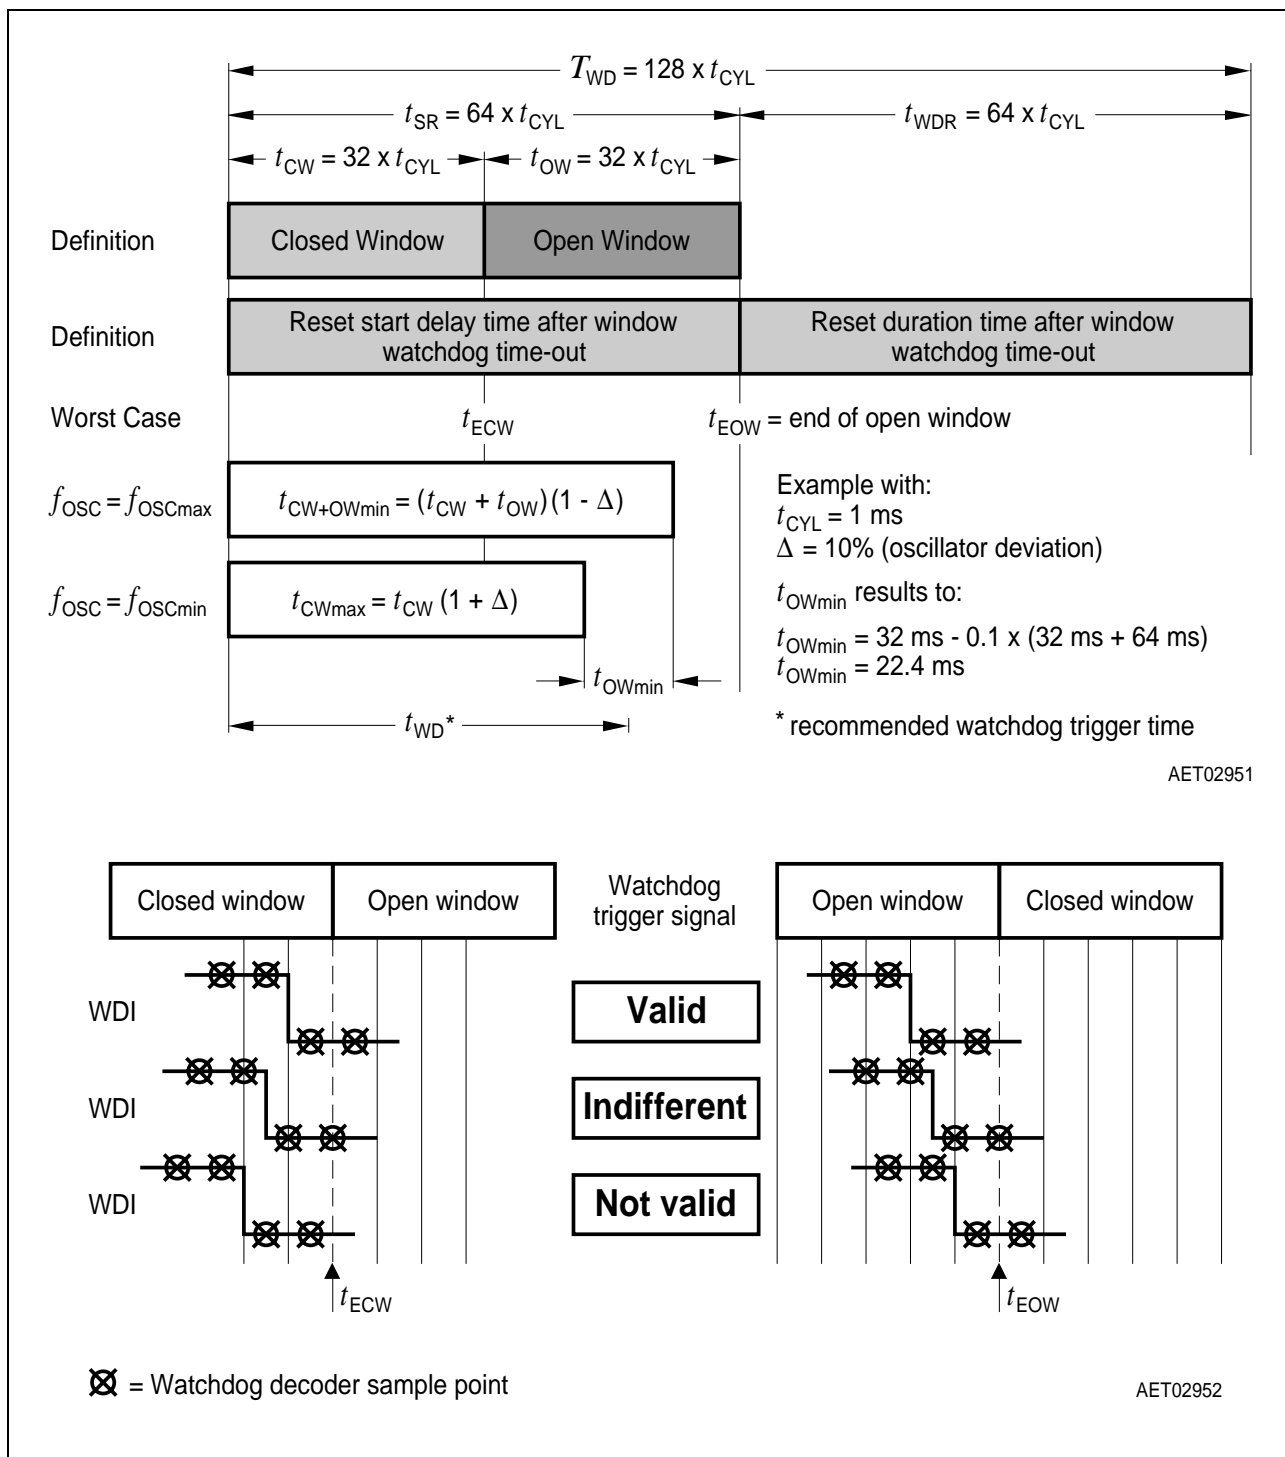 T_WD = 128 x t_CYL
t_SR = 64 x t_CYL
t_WDR = 64 x t_CYL
t_CW = 32 x t_CYL
t_OW = 32 x t_CYL
Definition
Closed Window
Open Window
Definition
Reset start delay time after window
watchdog time-out
Reset duration time after window
watchdog time-out
Worst Case
t_ECW
t_EOW = end of open window
f_OSC = f_OSCmax
t_CW+OWmin = (t_CW + t_OW)(1 - Δ)
f_OSC = f_OSCmin
t_CWmax = t_CW (1 + Δ)
t_OWmin
t_WD*
Example with:
t_CYL = 1 ms
Δ = 10% (oscillator deviation)
t_OWmin results to:
t_OWmin = 32 ms - 0.1 x (32 ms + 64 ms)
t_OWmin = 22.4 ms
* recommended watchdog trigger time
AET02951
Closed window
Open window
Watchdog
trigger signal
Open window
Closed window
WDI
Valid
WDI
Indifferent
WDI
Not valid
t_ECW
t_EOW
= Watchdog decoder sample point
AET02952